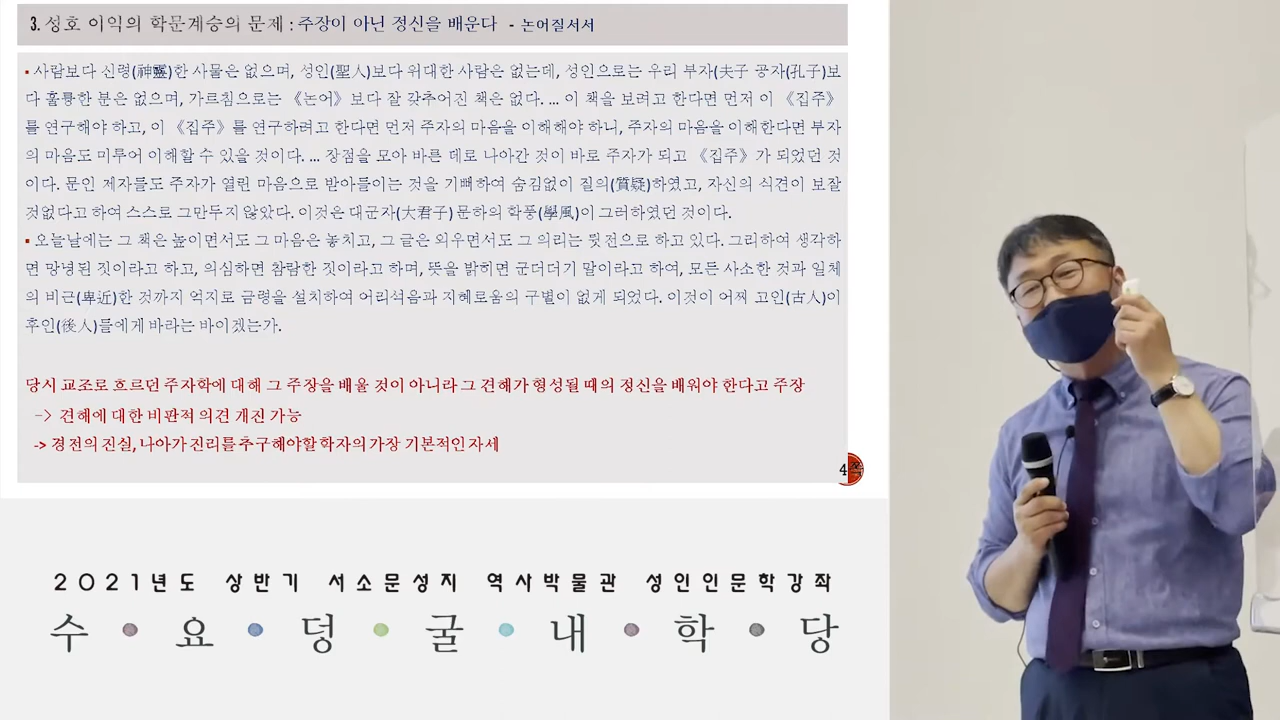 3. 성호 이익의 학문계승의 문제 : 주장이 아닌 정신을 배운다 - 논어질서서
▪ 사람보다 신령(神靈)한 사물은 없으며, 성인(聖人)보다 위대한 사람은 없는데, 성인으로는 우리 부자(夫子 공자(孔子)보
다 훌륭한 분은 없으며, 가르침으로는 《논어》보다 잘 갖추어진 책은 없다. … 이 책을 보려고 한다면 먼저 이 《집주》
를 연구해야 하고, 이 《집주》를 연구하려고 한다면 먼저 주자의 마음을 이해해야 하니, 주자의 마음을 이해한다면 부자
의 마음도 미루어 이해할 수 있을 것이다. … 장점을 모아 바른 데로 나아간 것이 바로 주자가 되고 《집주》가 되었던 것
이다. 문인 제자들도 주자가 열린 마음으로 받아들이는 것을 기뻐하여 숨김없이 질의(質疑)하였고, 자신의 식견이 보잘
것없다고 하여 스스로 그만두지 않았다. 이것은 대군자(大君子) 문하의 학풍(學風)이 그러하였던 것이다.
▪ 오늘날에는 그 책은 높이면서도 그 마음은 놓치고, 그 글은 외우면서도 그 의리는 뒷전으로 하고 있다. 그리하여 생각하
면 망녕된 짓이라고 하고, 의심하면 참람한 것이라고 하며, 뜻을 밝히면 군더더기 말이라고 하여, 모든 사소한 것과 일체
의 비근(卑近)한 것까지 억지로 금령을 설치하여 어리석음과 지혜로움의 구별이 없게 되었다. 이것이 어찌 고인(古人)이
후인(後人)들에게 바라는 바이겠는가.
당시 교조로 흐르던 주자학에 대해 그 주장을 배울 것이 아니라 그 견해가 형성될 때의 정신을 배워야 한다고 주장
-> 견해에 대한 비판적 의견 개진 가능
-> 경전의 진실, 나아가 진리를 추구해야할 학자의 가장 기본적인 자세
4쪽
2021년도 상반기 서소문성지 역사박물관 성인인문학강좌
수·요·덩·굴·내·학·당